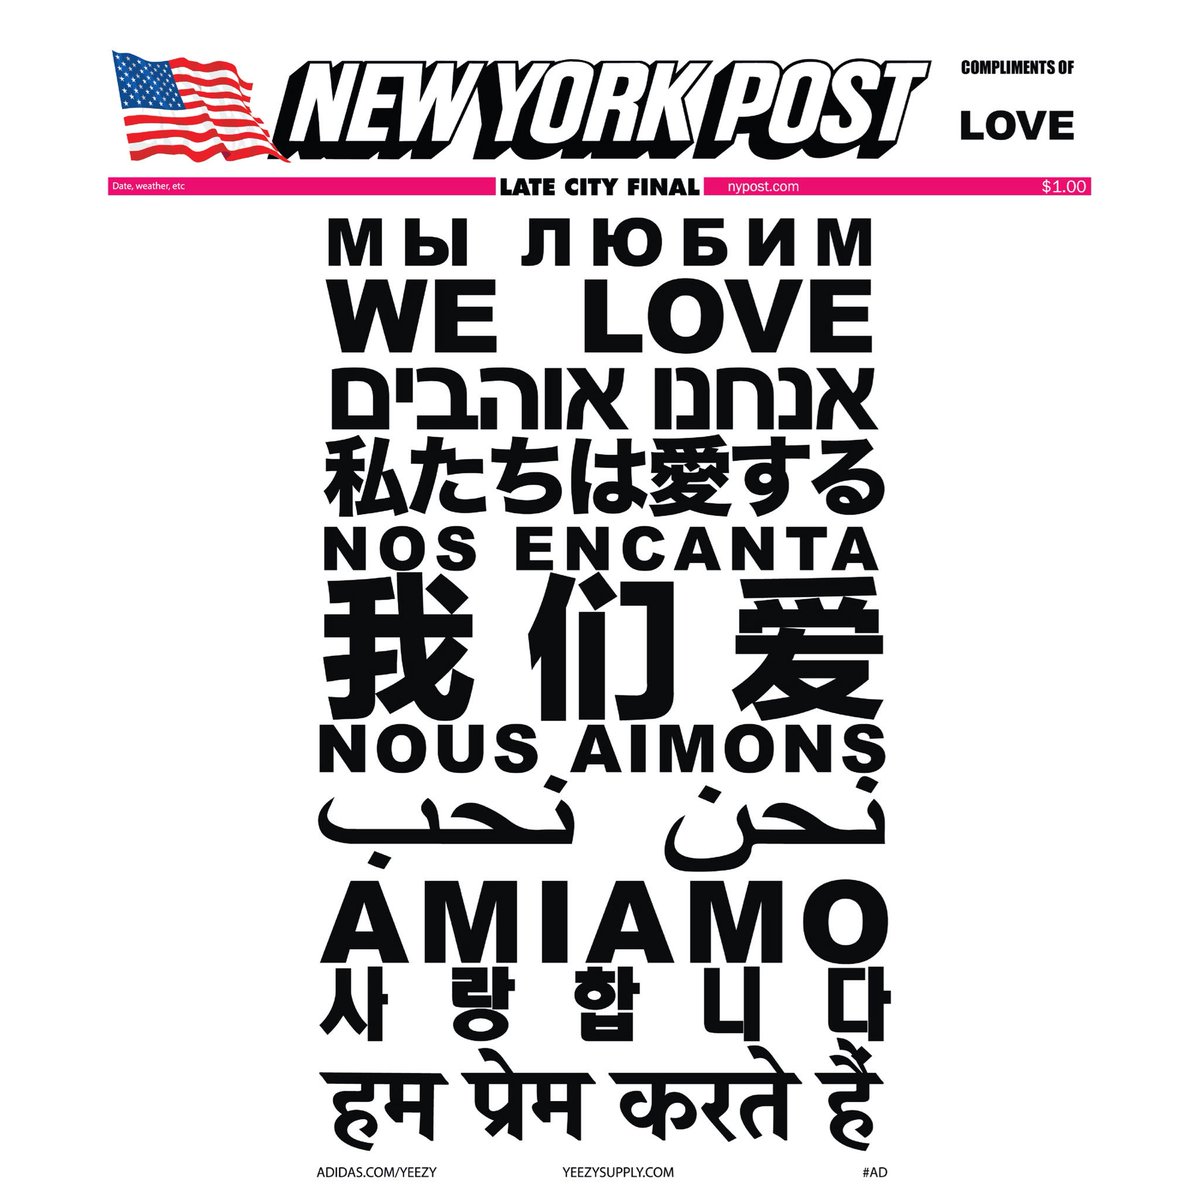 NEW YORK POST
COMPLIMENTS OF
LOVE
Date, weather, etc
LATE CITY FINAL
nypost.com
$1.00
МЫ ЛЮБИМ
WE LOVE
אנחנו אוהבים
私たちは愛する
NOS ENCANTA
我们爱
NOUS AIMONS
نحن نحب
AMIAMO
사랑합니다
हम प्रेम करते हैं
ADIDAS.COM/YEEZY
YEEZYSUPPLY.COM
#AD